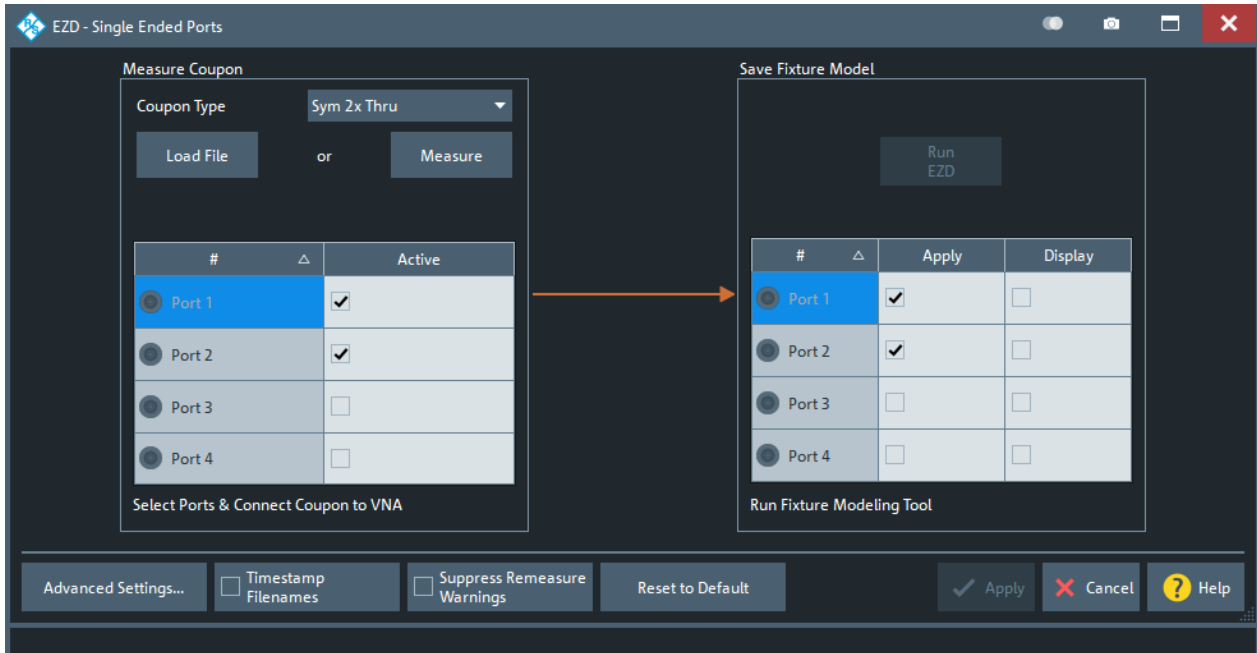 EZD - Single Ended Ports
Measure Coupon
Coupon Type
Sym 2x Thru
Load File
or
Measure
# Active
Port 1
Port 2
Port 3
Port 4
Select Ports & Connect Coupon to VNA
Save Fixture Model
Run
EZD
# Apply Display
Port 1
Port 2
Port 3
Port 4
Run Fixture Modeling Tool
Advanced Settings...
Timestamp
Filenames
Suppress Remeasure
Warnings
Reset to Default
Apply
Cancel
? Help